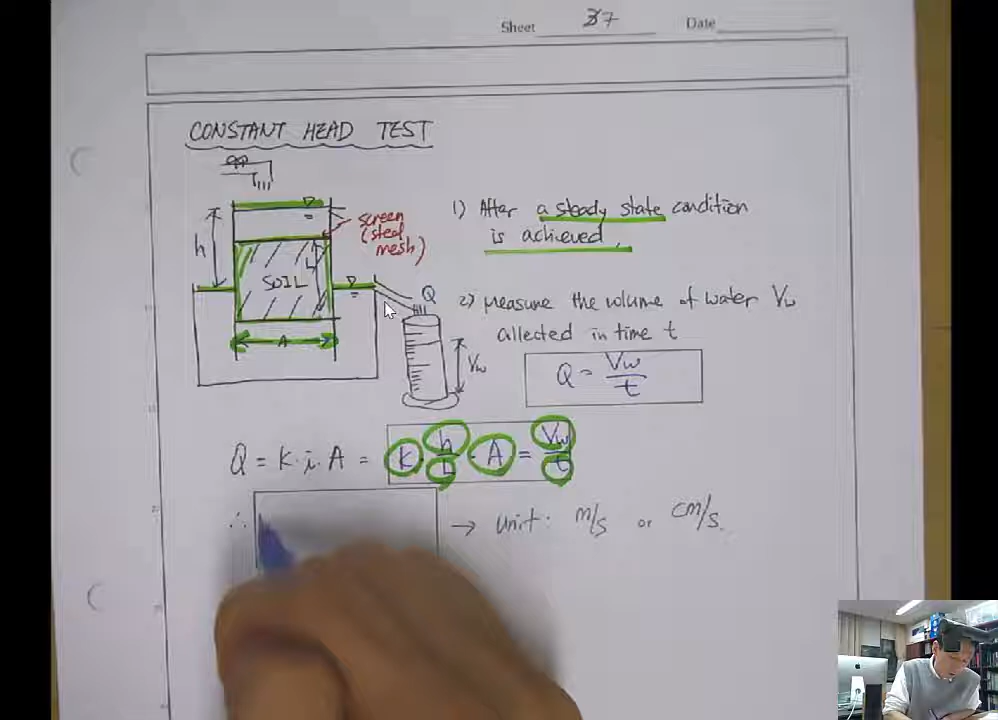 Sheet 37 Date
CONSTANT HEAD TEST
screen
(steel
mesh)
h
L
SOIL
A
Q
Vw
1) After a steady state condition
is achieved.
2) Measure the volume of water Vw
collected in time t
Q = Vw/t
Q = K·i·A = K h/L · A = Vw/t
∴ → Unit: m/s or cm/s.